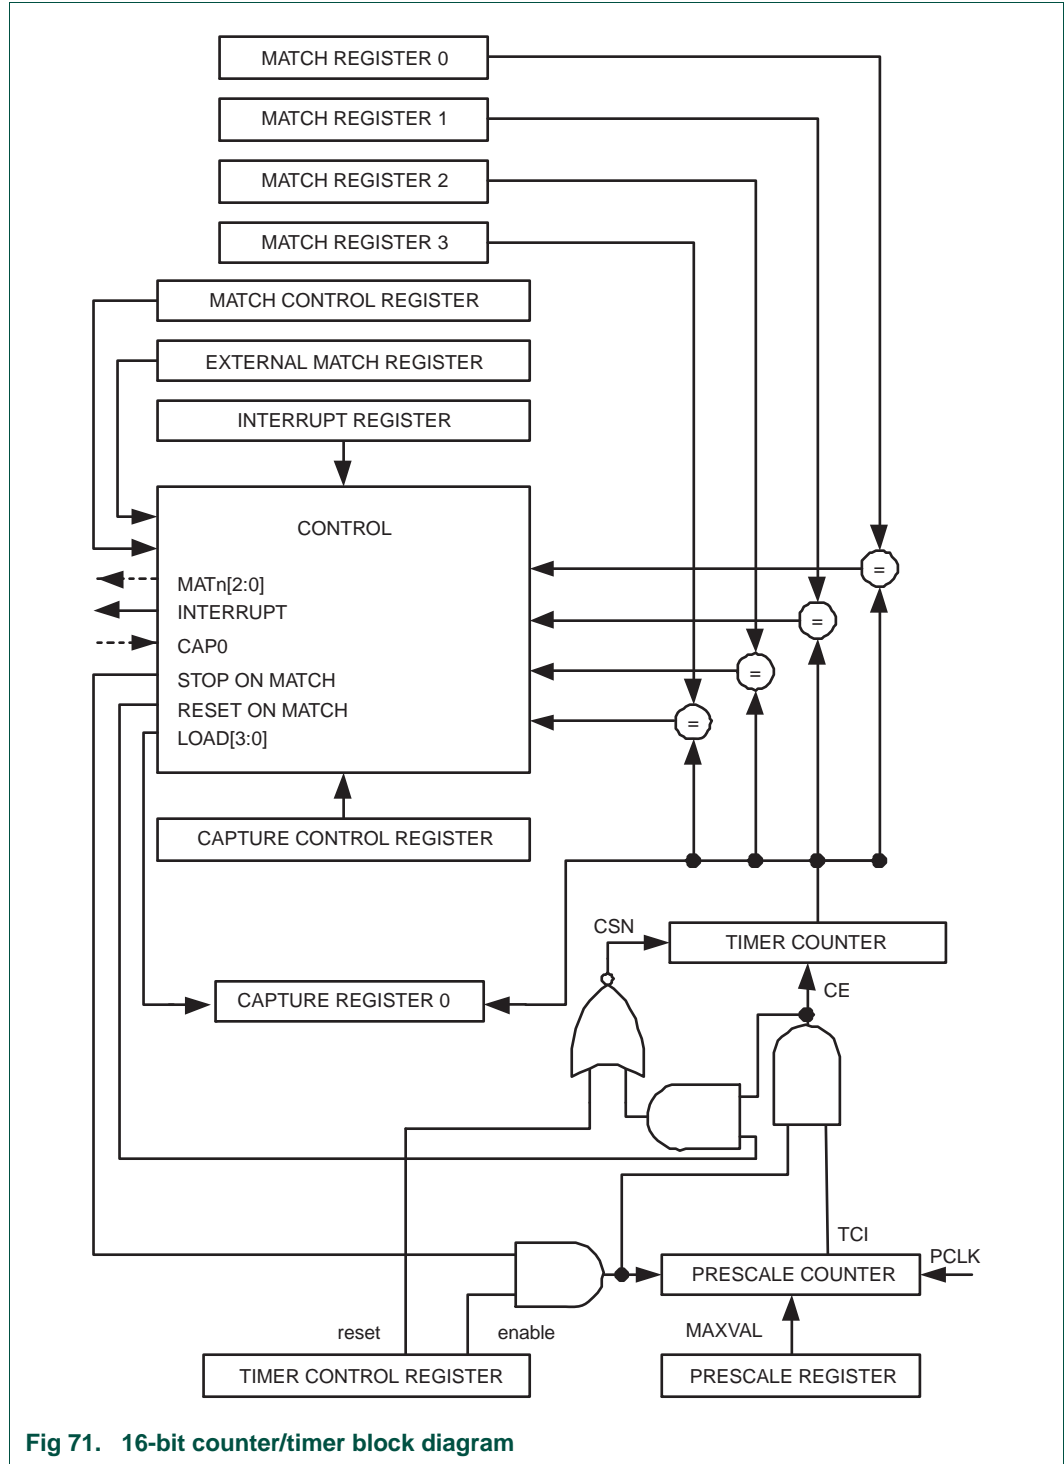 MATCH REGISTER 0
MATCH REGISTER 1
MATCH REGISTER 2
MATCH REGISTER 3
MATCH CONTROL REGISTER
EXTERNAL MATCH REGISTER
INTERRUPT REGISTER
CONTROL
=
MATn[2:0]
INTERRUPT
=
CAP0
STOP ON MATCH
=
RESET ON MATCH
=
LOAD[3:0]
CAPTURE CONTROL REGISTER
CSN
TIMER COUNTER
CE
CAPTURE REGISTER 0
TCI
PCLK
PRESCALE COUNTER
reset
enable
MAXVAL
TIMER CONTROL REGISTER
PRESCALE REGISTER
Fig 71. 16-bit counter/timer block diagram